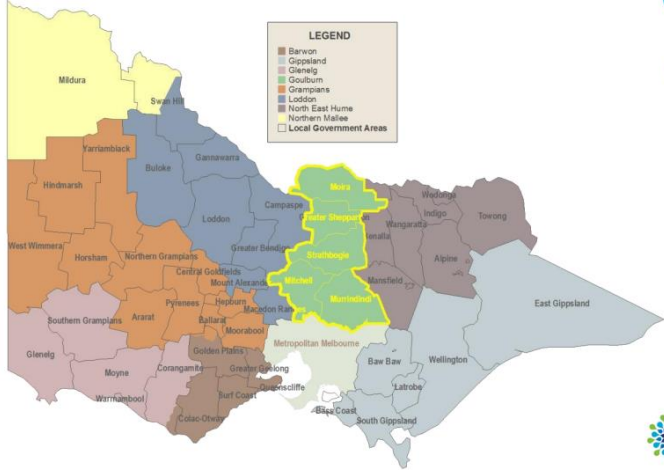 LEGEND
Barwon
Gippsland
Glenelg
Goulburn
Grampians
Loddon
North East Hume
Northern Mallee
Local Government Areas
Mildura
Swan Hill
Yarriambiack
Gannawarra
Buloke
Hindmarsh
Moira
Wodonga
Campaspe
Greater Shepparton
Indigo
Towong
Loddon
Wangaratta
Benalla
West Wimmera
Greater Bendigo
Northern Grampians
Strathbogie
Alpine
Horsham
Central Goldfields
Mount Alexander
Mitchell
Mansfield
Pyrenees
Hepburn
Macedon Ranges
Murrindindi
East Gippsland
Southern Grampians
Ararat
Ballarat
Moorabool
Metropolitan Melbourne
Golden Plains
Glenelg
Moyne
Corangamite
Greater Geelong
Baw Baw
Wellington
Queenscliffe
Latrobe
Warrnambool
Surf Coast
Colac-Otway
Bass Coast
South Gippsland